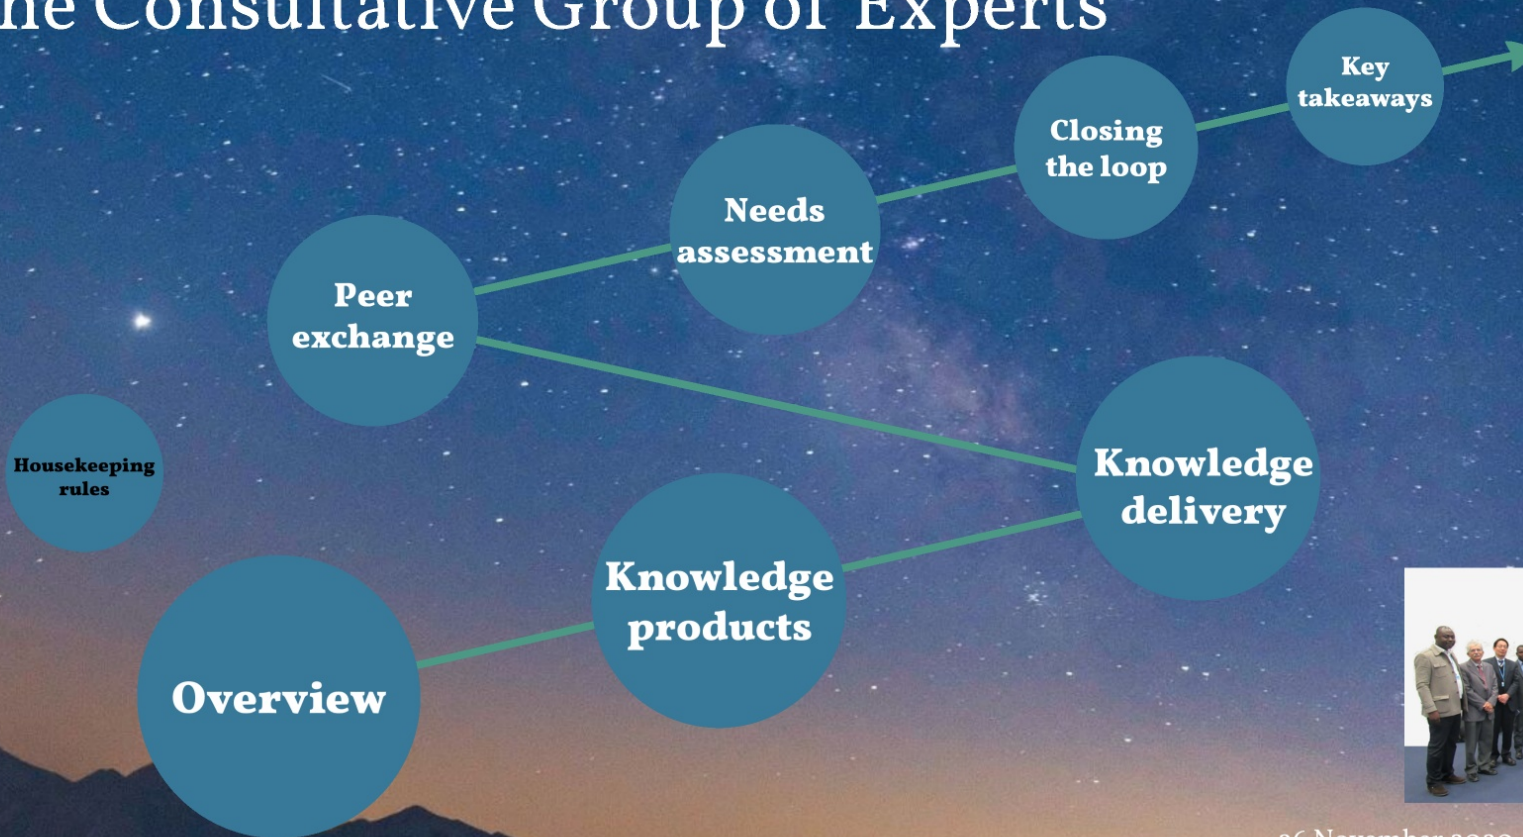 he Consultative Group of Experts
Key
takeaways
Closing
the loop
Needs
assessment
Peer
exchange
Housekeeping
rules
Knowledge
delivery
Knowledge
products
Overview